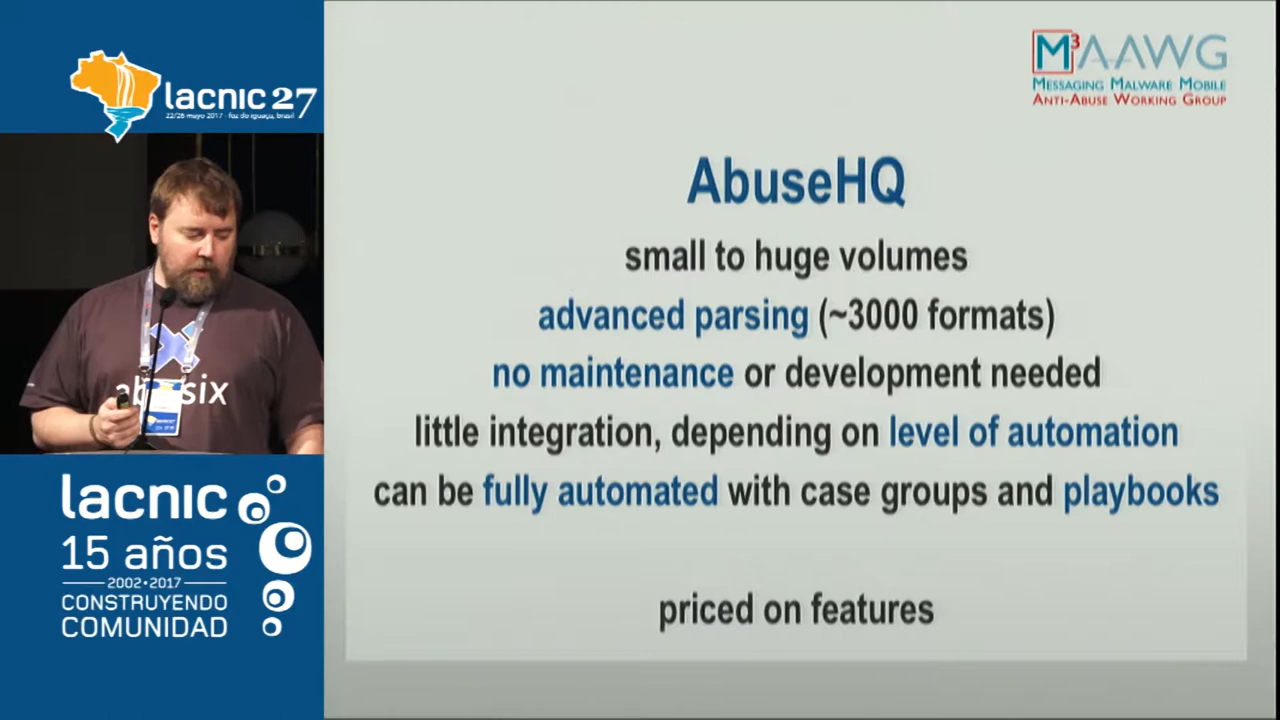 lacnic 27
22/26 mayo 2017 - foz do iguaçu, brasil
lacnic
15 años
2002•2017
CONSTRUYENDO
COMUNIDAD
M3AAWG
MESSAGING MALWARE MOBILE
ANTI-ABUSE WORKING GROUP
AbuseHQ
small to huge volumes
advanced parsing (~3000 formats)
no maintenance or development needed
little integration, depending on level of automation
can be fully automated with case groups and playbooks
priced on features